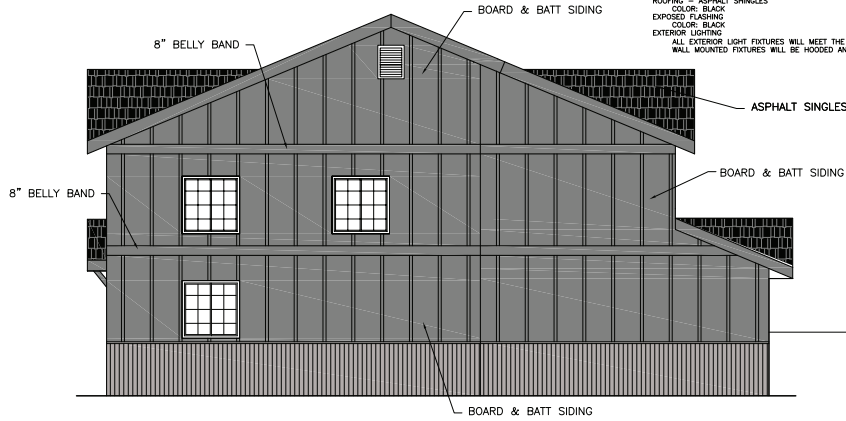 ROOFING – ASPHALT SHINGLES
COLOR: BLACK
EXPOSED FLASHING
COLOR: BLACK
EXTERIOR LIGHTING
ALL EXTERIOR LIGHT FIXTURES WILL MEET THE
WALL MOUNTED FIXTURES WILL BE HOODED AN
BOARD & BATT SIDING
8" BELLY BAND
ASPHALT SINGLES
BOARD & BATT SIDING
8" BELLY BAND
BOARD & BATT SIDING